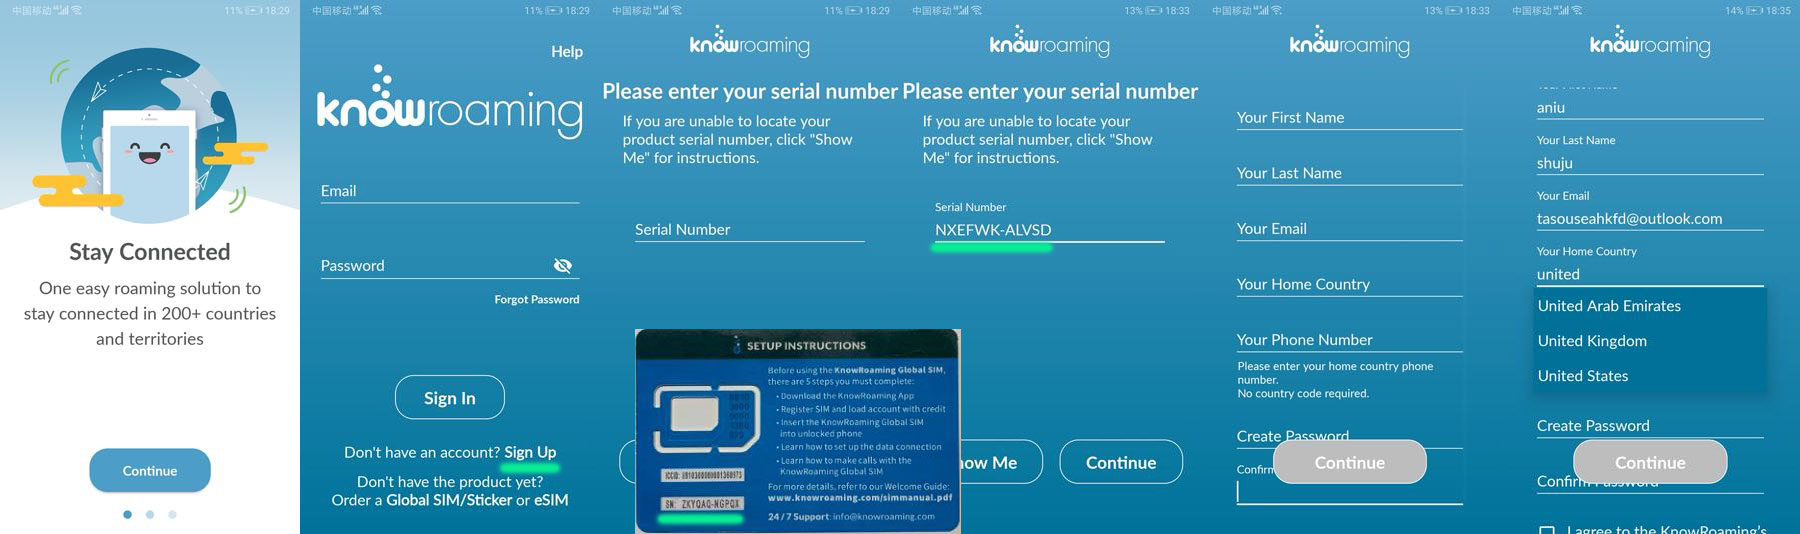 中国移动
11% 18:29
Stay Connected
One easy roaming solution to
stay connected in 200+ countries
and territories
Continue
中国移动
11% 18:29
Help
knowroaming
Email
Password
Forgot Password
Sign In
Don't have an account? Sign Up
Don't have the product yet?
Order a Global SIM/Sticker or eSIM
中国移动
11% 18:29
knowroaming
Please enter your serial number
If you are unable to locate your
product serial number, click "Show
Me" for instructions.
Serial Number
SETUP INSTRUCTIONS
Before using the KnowRoaming Global SIM,
there are 5 steps you must complete:
• Download the KnowRoaming App
• Register SIM and load account with credit
• Insert the KnowRoaming Global SIM
into unlocked phone
• Learn how to set up the data connection
• Learn how to make calls with the
KnowRoaming Global SIM
For more details, refer to our Welcome Guide:
www.knowroaming.com/simmanual.pdf
24/7 Support: info@knowroaming.com
SN: ZKYQAQ-NGPQX
中国移动
13% 18:33
knowroaming
Please enter your serial number
If you are unable to locate your
product serial number, click "Show
Me" for instructions.
Serial Number
NXEFWK-ALVSD
ow Me
Continue
中国移动
13% 18:33
knowroaming
Your First Name
Your Last Name
Your Email
Your Home Country
Your Phone Number
Please enter your home country phone
number.
No country code required.
Create Password
Confirm
Continue
中国移动
14% 18:35
knowroaming
aniu
Your Last Name
shuju
Your Email
tasouseahkfd@outlook.com
Your Home Country
united
United Arab Emirates
United Kingdom
United States
Create Password
Continue
Confirm Password
I agree to the KnowRoaming's